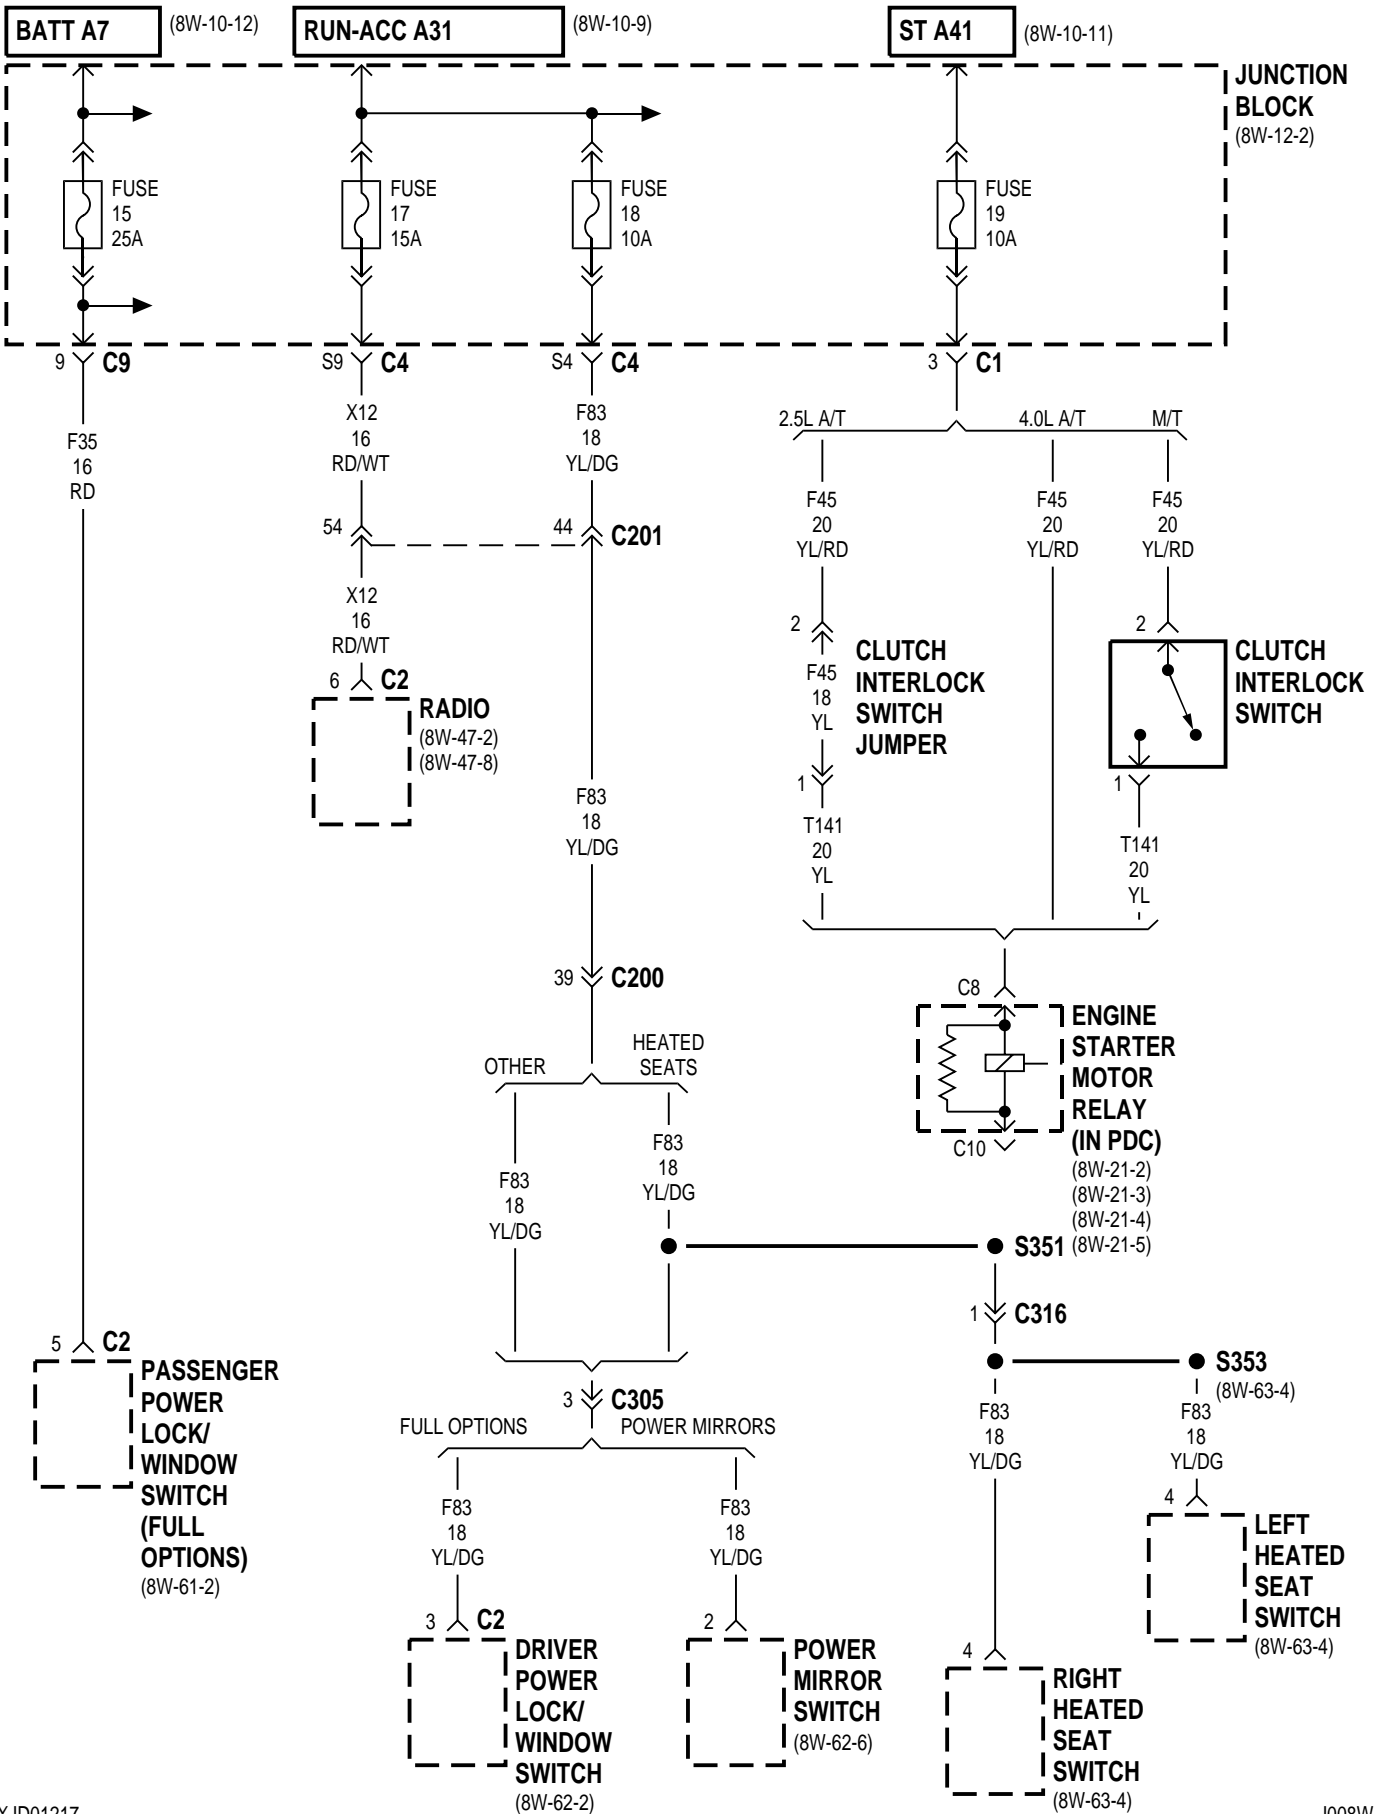 BATT A7 (8W-10-12) RUN-ACC A31 (8W-10-9) ST A41 (8W-10-11)
JUNCTION
BLOCK
(8W-12-2)
FUSE
15
25A
FUSE
17
15A
FUSE
18
10A
FUSE
19
10A
9 C9
S9 C4
S4 C4
3 C1
F35
16
RD
X12
16
RD/WT
F83
18
YL/DG
2.5L A/T 4.0L A/T M/T
F45
20
YL/RD
F45
20
YL/RD
F45
20
YL/RD
54 44 C201
X12
16
RD/WT
6 C2
RADIO
(8W-47-2)
(8W-47-8)
2
F45
18
YL
1
CLUTCH
INTERLOCK
SWITCH
JUMPER
2
CLUTCH
INTERLOCK
SWITCH
1
T141
20
YL
T141
20
YL
F83
18
YL/DG
39 C200
C8
ENGINE
STARTER
MOTOR
RELAY
(IN PDC)
(8W-21-2)
(8W-21-3)
(8W-21-4)
(8W-21-5)
C10
OTHER
HEATED
SEATS
F83
18
YL/DG
F83
18
YL/DG
S351
1 C316
S353
(8W-63-4)
5 C2
PASSENGER
POWER
LOCK/
WINDOW
SWITCH
(FULL
OPTIONS)
(8W-61-2)
3 C305
FULL OPTIONS POWER MIRRORS
F83
18
YL/DG
F83
18
YL/DG
F83
18
YL/DG
F83
18
YL/DG
4
LEFT
HEATED
SEAT
SWITCH
(8W-63-4)
3 C2
DRIVER
POWER
LOCK/
WINDOW
SWITCH
(8W-62-2)
2
POWER
MIRROR
SWITCH
(8W-62-6)
4
RIGHT
HEATED
SEAT
SWITCH
(8W-63-4)